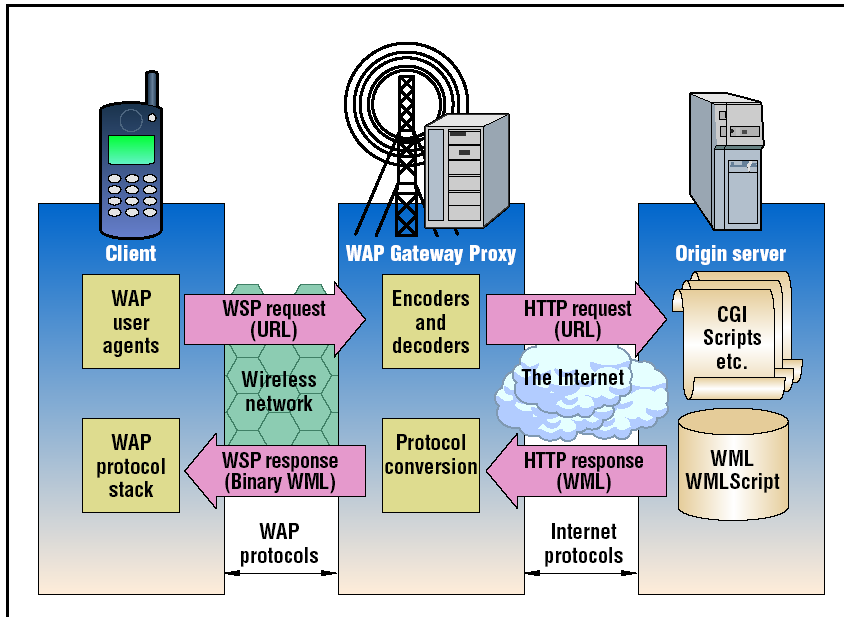 Client
WAP Gateway Proxy
Origin server
WAP
user
agents
WSP request
(URL)
Encoders
and
decoders
HTTP request
(URL)
CGI
Scripts
etc.
Wireless
network
The Internet
WAP
protocol
stack
WSP response
(Binary WML)
Protocol
conversion
HTTP response
(WML)
WML
WMLScript
WAP
protocols
Internet
protocols